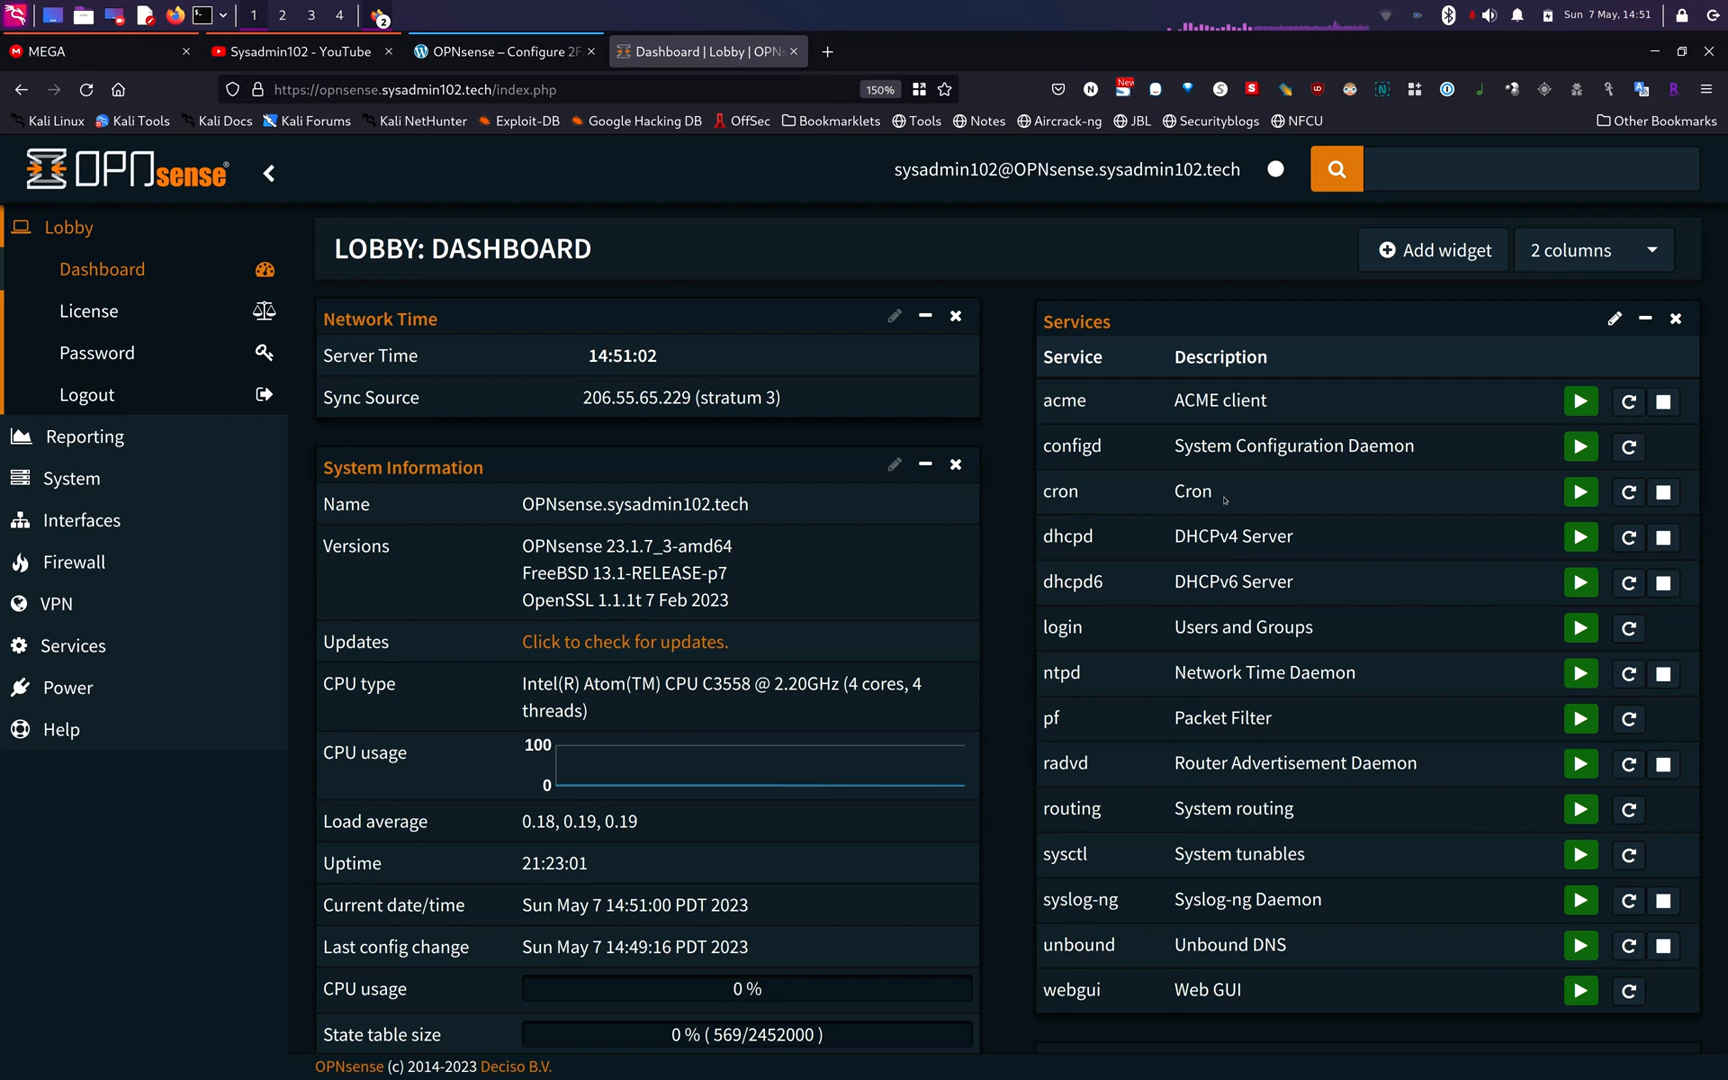 1 2 3 4 2 Sun 7 May, 14:51
MEGA
Sysadmin102 - YouTube
OPNsense – Configure 2F
Dashboard | Lobby | OPN
https://opnsense.sysadmin102.tech/index.php
150%
New
Kali Linux
Kali Tools
Kali Docs
Kali Forums
Kali NetHunter
Exploit-DB
Google Hacking DB
OffSec
Bookmarklets
Tools
Notes
Aircrack-ng
JBL
Securityblogs
NFCU
Other Bookmarks
OPNsense®
sysadmin102@OPNsense.sysadmin102.tech
Lobby
Dashboard
License
Password
Logout
Reporting
System
Interfaces
Firewall
VPN
Services
Power
Help
LOBBY: DASHBOARD
Add widget
2 columns
Network Time
Server Time 14:51:02
Sync Source 206.55.65.229 (stratum 3)
System Information
Name OPNsense.sysadmin102.tech
Versions OPNsense 23.1.7_3-amd64
FreeBSD 13.1-RELEASE-p7
OpenSSL 1.1.1t 7 Feb 2023
Updates Click to check for updates.
CPU type Intel(R) Atom(TM) CPU C3558 @ 2.20GHz (4 cores, 4
threads)
CPU usage 100
0
Load average 0.18, 0.19, 0.19
Uptime 21:23:01
Current date/time Sun May 7 14:51:00 PDT 2023
Last config change Sun May 7 14:49:16 PDT 2023
CPU usage 0 %
State table size 0 % ( 569/2452000 )
Services
Service Description
acme ACME client
configd System Configuration Daemon
cron Cron
dhcpd DHCPv4 Server
dhcpd6 DHCPv6 Server
login Users and Groups
ntpd Network Time Daemon
pf Packet Filter
radvd Router Advertisement Daemon
routing System routing
sysctl System tunables
syslog-ng Syslog-ng Daemon
unbound Unbound DNS
webgui Web GUI
OPNsense (c) 2014-2023 Deciso B.V.